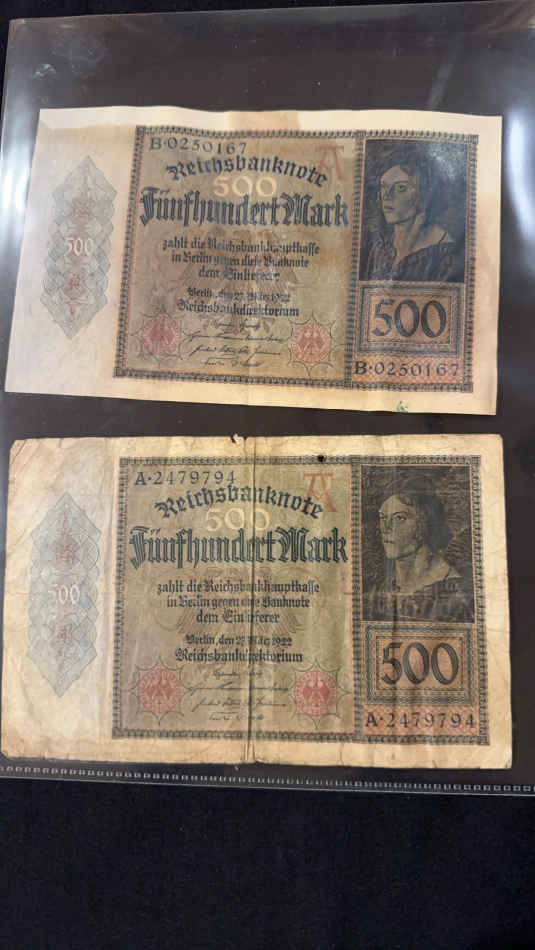 B·0250167
Reichsbanknote
500
Fünfhundert Mark
zahlt die Reichsbankhauptkasse
in Berlin gegen diese Banknote
dem Einlieferer
Berlin, den 27. März 1922
Reichsbankdirektorium
500
500
B·0250167
A·2479794
Reichsbanknote
500
Fünfhundert Mark
zahlt die Reichsbankhauptkasse
in Berlin gegen diese Banknote
dem Einlieferer
Berlin, den 27. März 1922
Reichsbankdirektorium
500
500
A·2479794